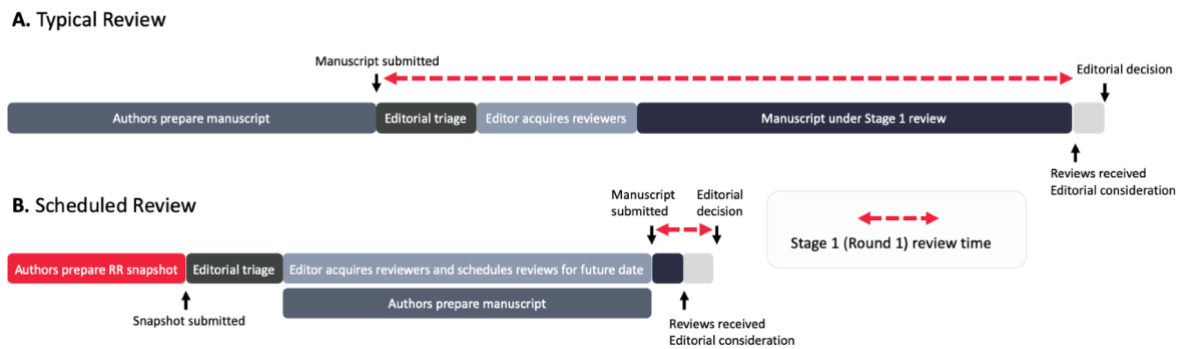 A. Typical Review
Manuscript submitted
Editorial decision
Authors prepare manuscript
Editorial triage
Editor acquires reviewers
Manuscript under Stage 1 review
Reviews received
Editorial consideration
B. Scheduled Review
Manuscript
submitted
Editorial
decision
Stage 1 (Round 1) review time
Authors prepare RR snapshot
Editorial triage
Editor acquires reviewers and schedules reviews for future date
Authors prepare manuscript
Snapshot submitted
Reviews received
Editorial consideration